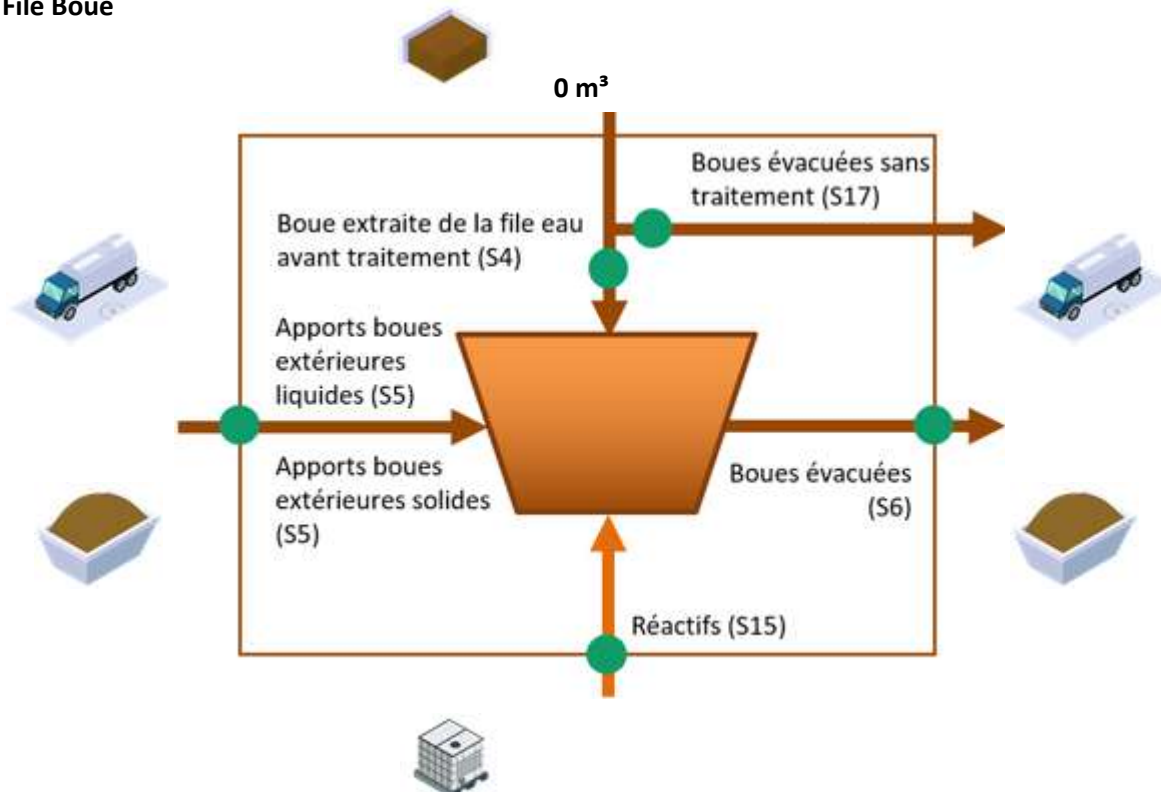 File Boue
0 m³
Boues évacuées sans
traitement (S17)
Boue extraite de la file eau
avant traitement (S4)
Apports boues
extérieures
liquides (S5)
Apports boues
extérieures solides
(S5)
Boues évacuées
(S6)
Réactifs (S15)